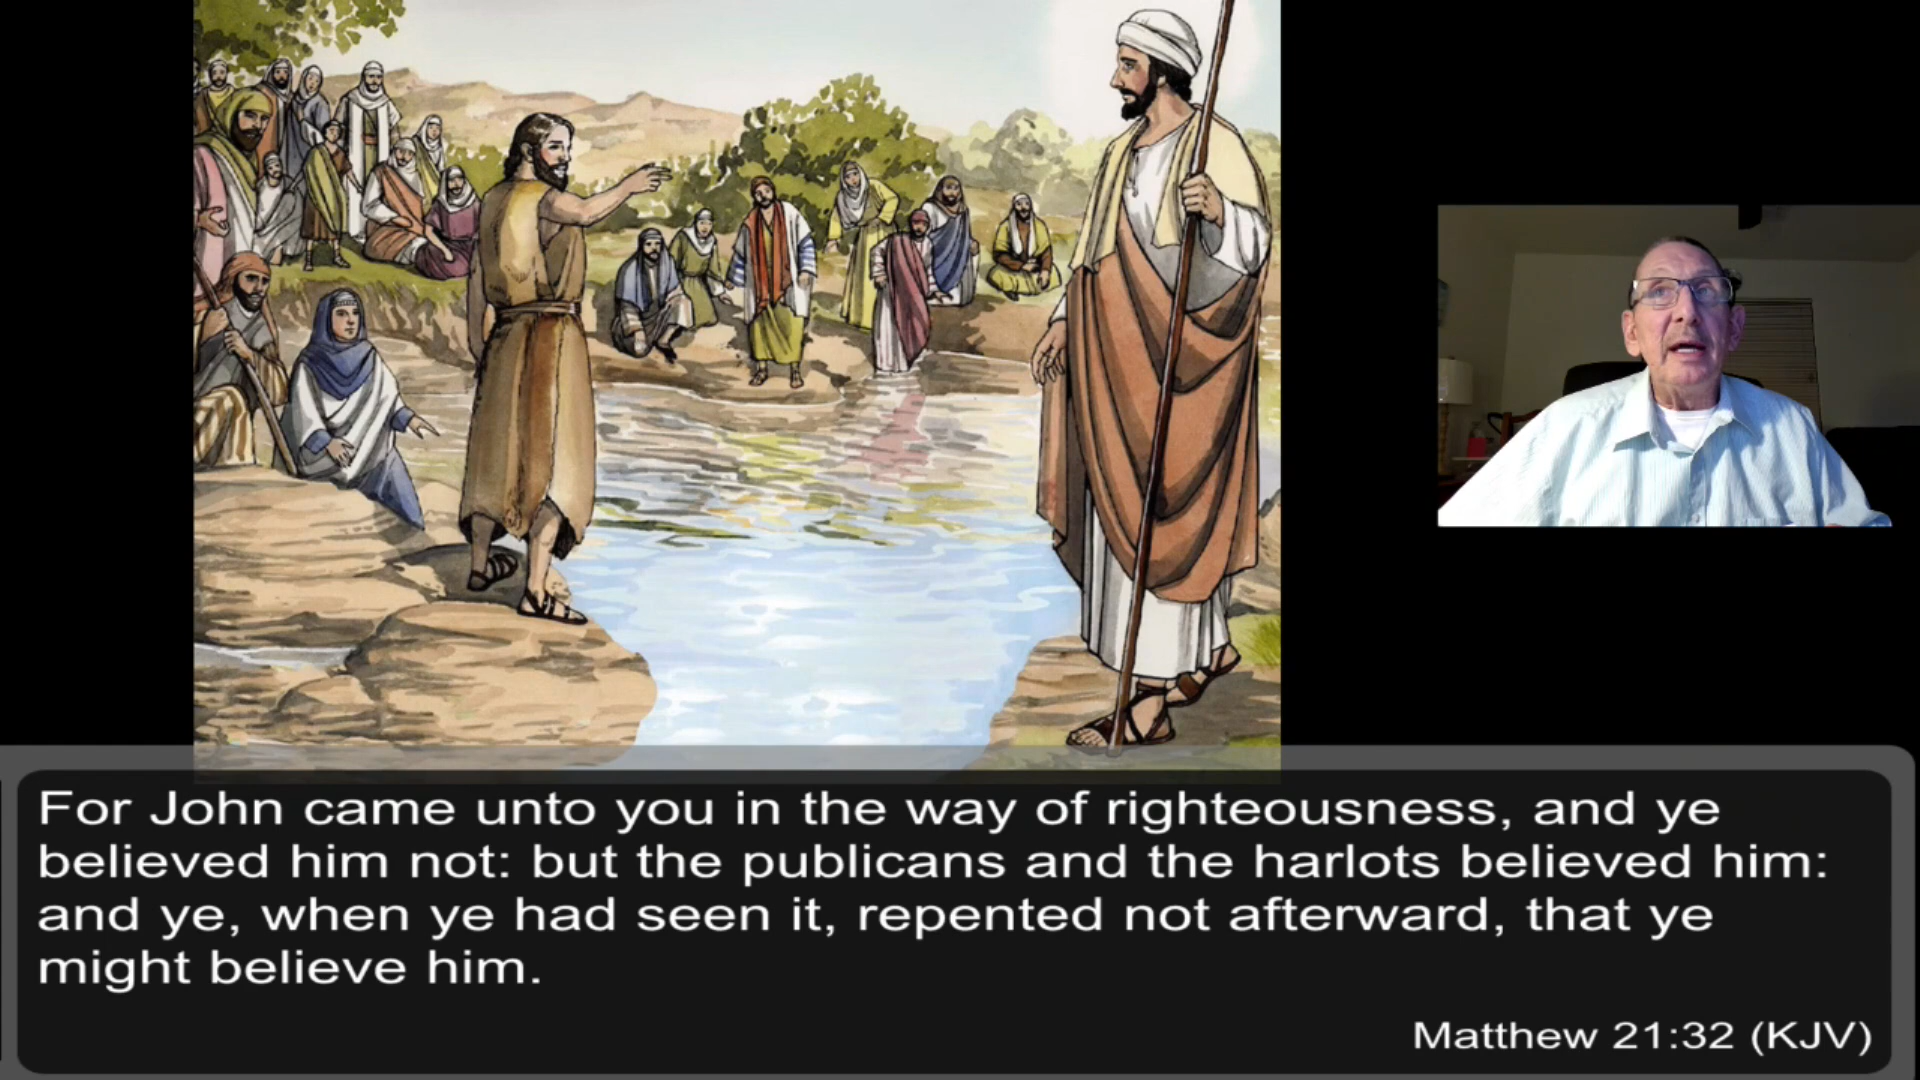 For John came unto you in the way of righteousness, and ye
believed him not: but the publicans and the harlots believed him:
and ye, when ye had seen it, repented not afterward, that ye
might believe him.
Matthew 21:32 (KJV)